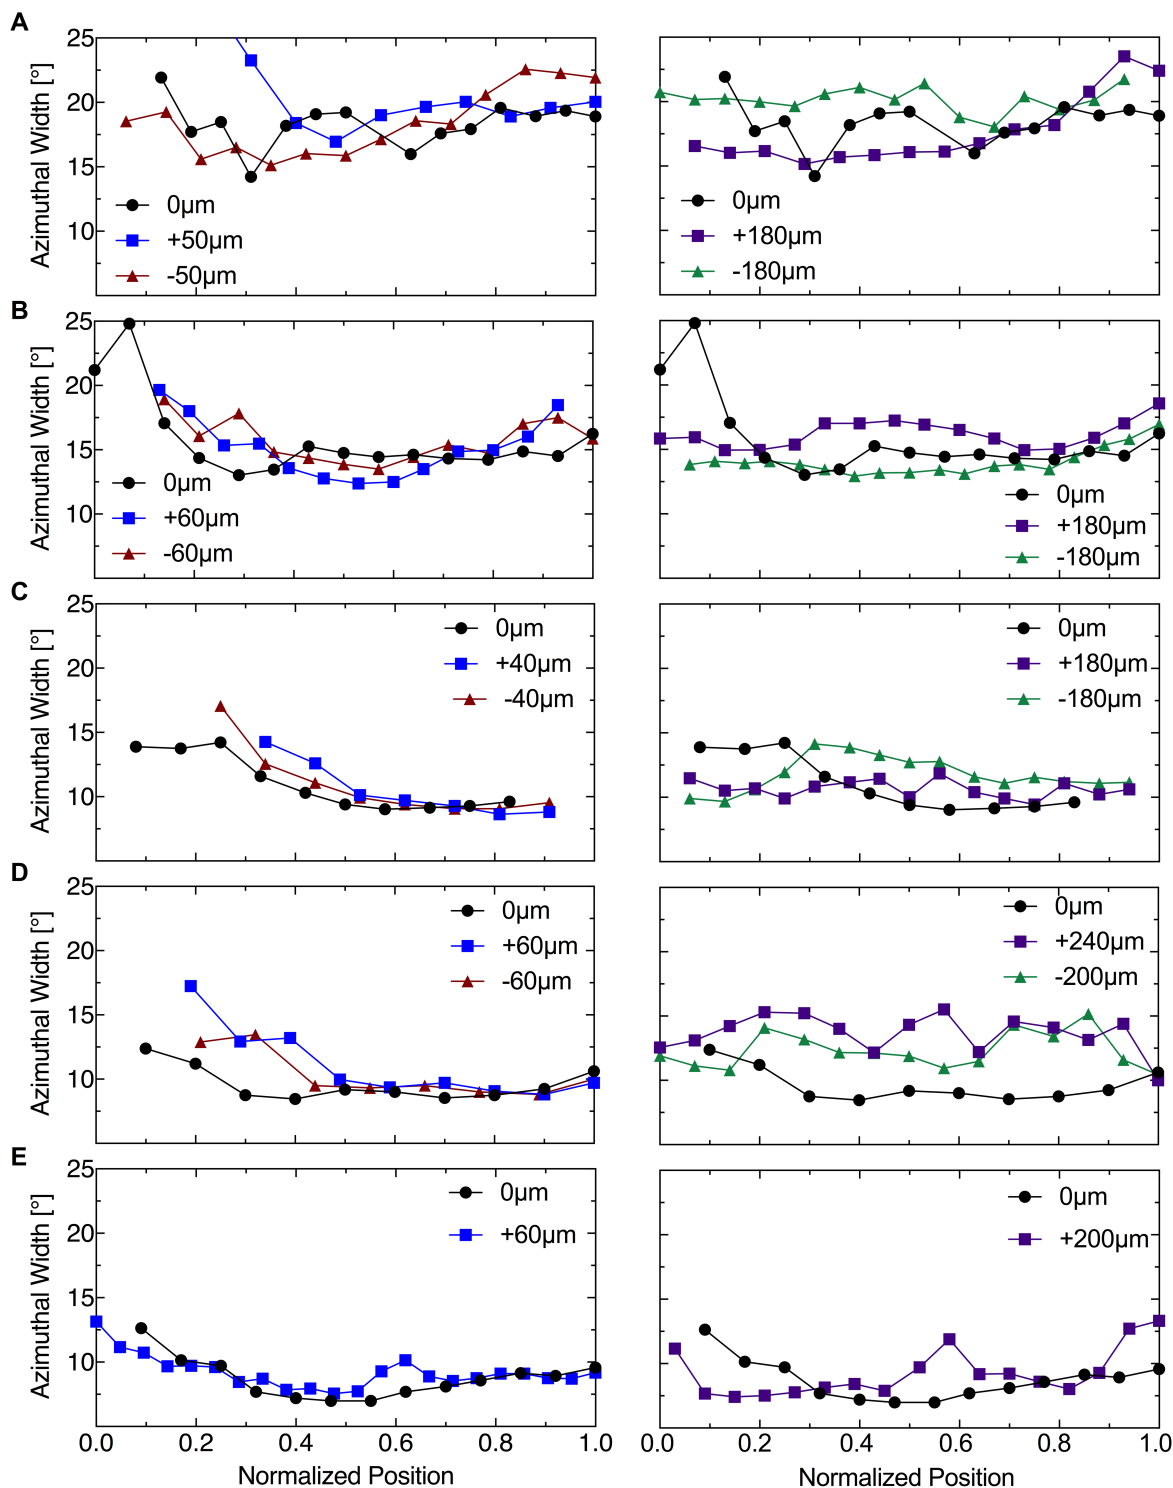 A
Azimuthal Width [°]
25
20
15
10
0µm
+50µm
-50µm
0µm
+180µm
-180µm
B
Azimuthal Width [°]
25
20
15
10
0µm
+60µm
-60µm
0µm
+180µm
-180µm
C
Azimuthal Width [°]
25
20
15
10
0µm
+40µm
-40µm
0µm
+180µm
-180µm
D
Azimuthal Width [°]
25
20
15
10
0µm
+60µm
-60µm
0µm
+240µm
-200µm
E
Azimuthal Width [°]
25
20
15
10
0µm
+60µm
0µm
+200µm
0.0 0.2 0.4 0.6 0.8 1.0
Normalized Position
0.0 0.2 0.4 0.6 0.8 1.0
Normalized Position